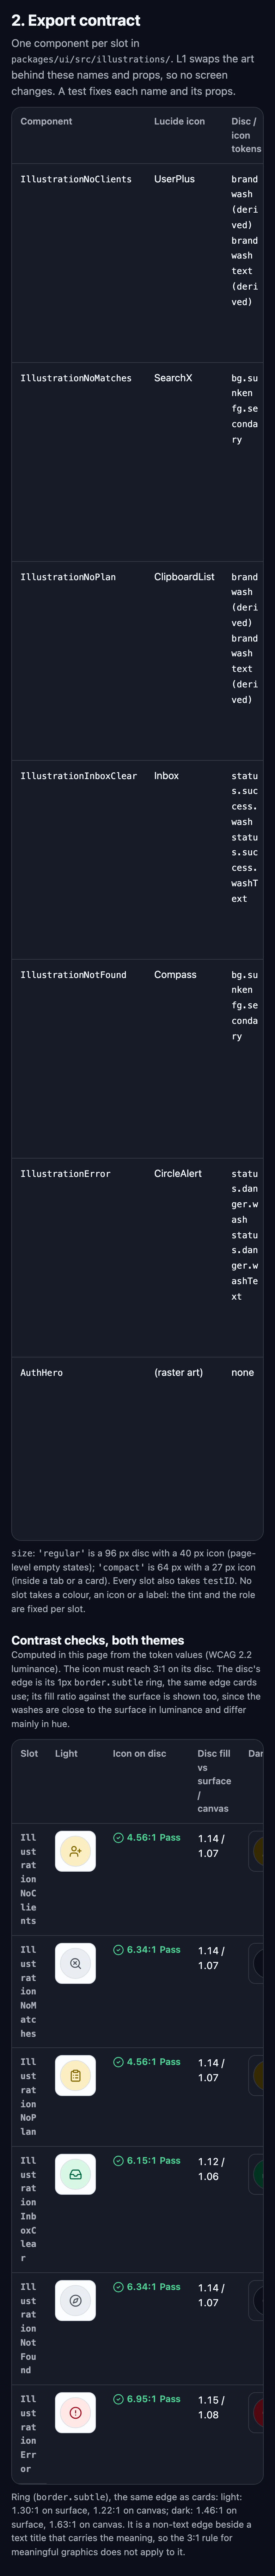 2. Export contract
One component per slot in
packages/ui/src/illustrations/. L1 swaps the art
behind these names and props, so no screen
changes. A test fixes each name and its props.
Component
Lucide icon
Disc /
icon
tokens
IllustrationNoClients
UserPlus
brand
wash
(deri
ved)
brand
wash
text
(deri
ved)
IllustrationNoMatches
SearchX
bg.su
nken
fg.se
conda
ry
IllustrationNoPlan
ClipboardList
brand
wash
(deri
ved)
brand
wash
text
(deri
ved)
IllustrationInboxClear
Inbox
statu
s.suc
cess.
wash
statu
s.suc
cess.
washT
ext
IllustrationNotFound
Compass
bg.su
nken
fg.se
conda
ry
IllustrationError
CircleAlert
statu
s.dan
ger.w
ash
statu
s.dan
ger.w
ashTe
xt
AuthHero
(raster art)
none
size: 'regular' is a 96 px disc with a 40 px icon (page-
level empty states); 'compact' is 64 px with a 27 px icon
(inside a tab or a card). Every slot also takes testID. No
slot takes a colour, an icon or a label: the tint and the role
are fixed per slot.
Contrast checks, both themes
Computed in this page from the token values (WCAG 2.2
luminance). The icon must reach 3:1 on its disc. The disc's
edge is its 1px border.subtle ring, the same edge cards
use; its fill ratio against the surface is shown too, since the
washes are close to the surface in luminance and differ
mainly in hue.
Slot
Light
Icon on disc
Disc fill
vs
surface
/
canvas
Dar
Ill
ust
rat
ion
NoC
lie
nts
4.56:1 Pass
1.14 /
1.07
Ill
ust
rat
ion
NoM
atc
hes
6.34:1 Pass
1.14 /
1.07
Ill
ust
rat
ion
NoP
lan
4.56:1 Pass
1.14 /
1.07
Ill
ust
rat
ion
Inb
oxC
lea
r
6.15:1 Pass
1.12 /
1.06
Ill
ust
rat
ion
Not
Fou
nd
6.34:1 Pass
1.14 /
1.07
Ill
ust
rat
ion
Err
or
6.95:1 Pass
1.15 /
1.08
Ring (border.subtle), the same edge as cards: light:
1.30:1 on surface, 1.22:1 on canvas; dark: 1.46:1 on
surface, 1.63:1 on canvas. It is a non-text edge beside a
text title that carries the meaning, so the 3:1 rule for
meaningful graphics does not apply to it.